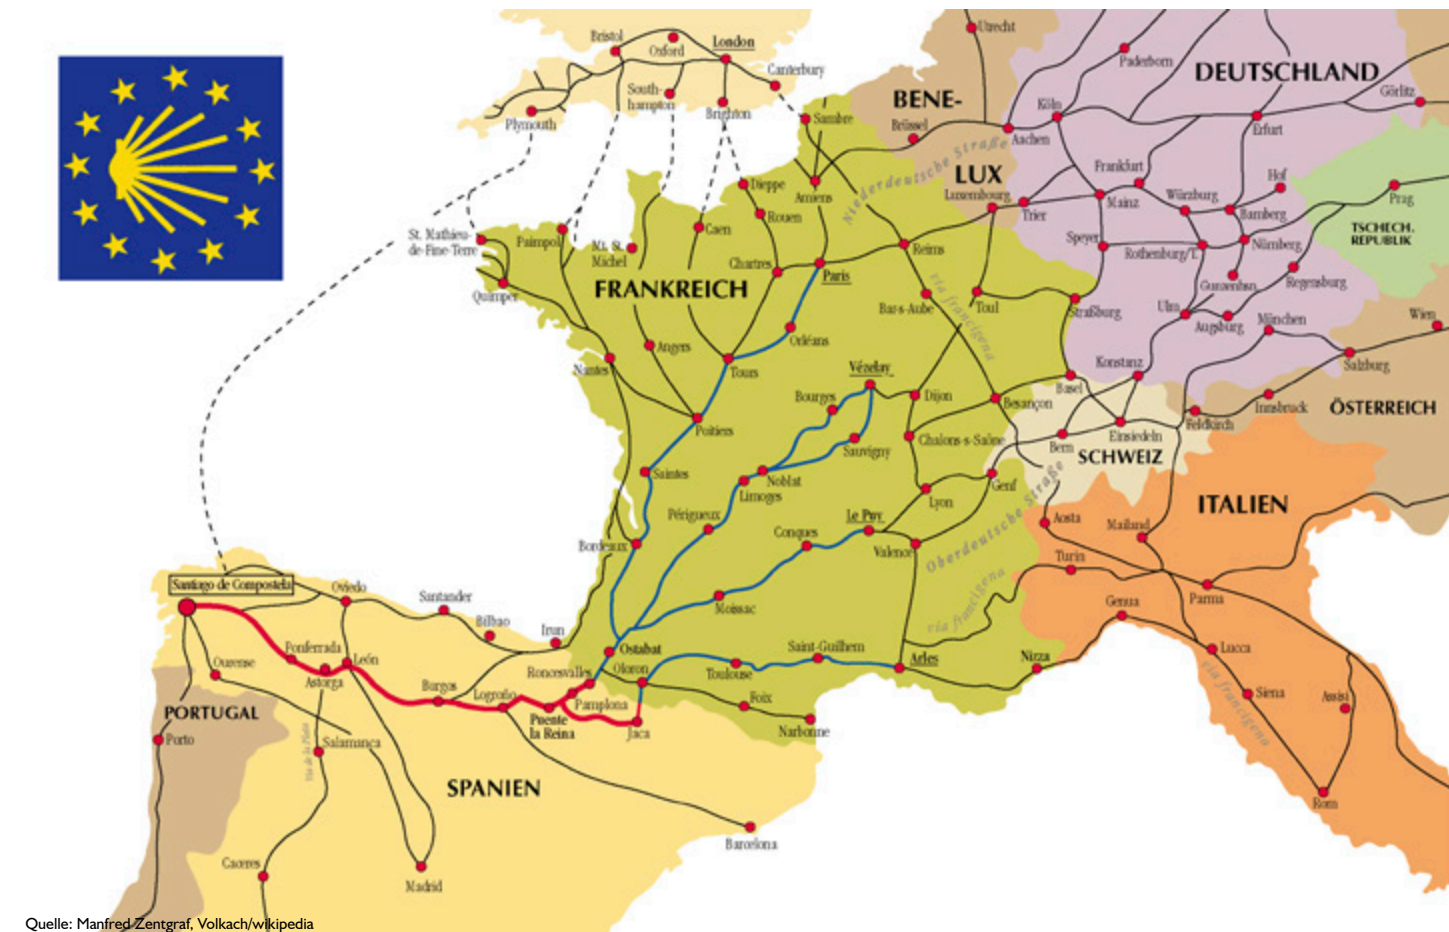 Utrecht
Bristol
Oxford
London
Paderborn
DEUTSCHLAND
Canterbury
South-
hampton
BENE-
Görlitz
Köln
Plymouth
Brighton
Sambre
Brüssel
Aachen
Erfurt
Niederdeutsche Straße
Frankfurt
LUX
Hof
Dieppe
Amiens
Luxembourg
Würzburg
Prag
Trier
Mainz
Bamberg
Rouen
Caen
TSCHECH.
REPUBLIK
St. Mathieu-
de-Fine-Terre
Paimpol
Mt. St.
Michel
Speyer
Rothenburg/T.
Nürnberg
Reims
Chartres
Paris
Quimper
FRANKREICH
via francigena
Gunzenhsn.
Regensburg
Bar-s-Aube
Toul
Straßburg
Ulm
Augsburg
München
Wien
Orléans
Angers
Nantes
Tours
Vézelay
Konstanz
Salzburg
Basel
Bourges
Dijon
Besançon
Innsbruck
ÖSTERREICH
Feldkirch
Poitiers
Chalons-s-Saône
Einsiedeln
Sauvigny
Bern
SCHWEIZ
Saintes
Noblat
Limoges
Genf
Lyon
ITALIEN
Périgueux
Le Puy
Oberdeutsche Straße
Aosta
Mailand
Conques
Bordeaux
Valence
Turin
Santiago de Compostela
Oviedo
Santander
Moissac
via francigena
Genua
Parma
Bilbao
Irun
Ponferrada
Ostabat
Saint-Guilhem
Lucca
Ourense
León
Roncesvalles
Oloron
Toulouse
Arles
Nizza
Astorga
Burgos
Logroño
Pamplona
Foix
via francigena
Siena
Assisi
PORTUGAL
Puente
la Reina
Jaca
Narbonne
Porto
Salamanca
Via de la Plata
SPANIEN
Rom
Barcelona
Caceres
Madrid
Quelle: Manfred Zentgraf, Volkach/wikipedia